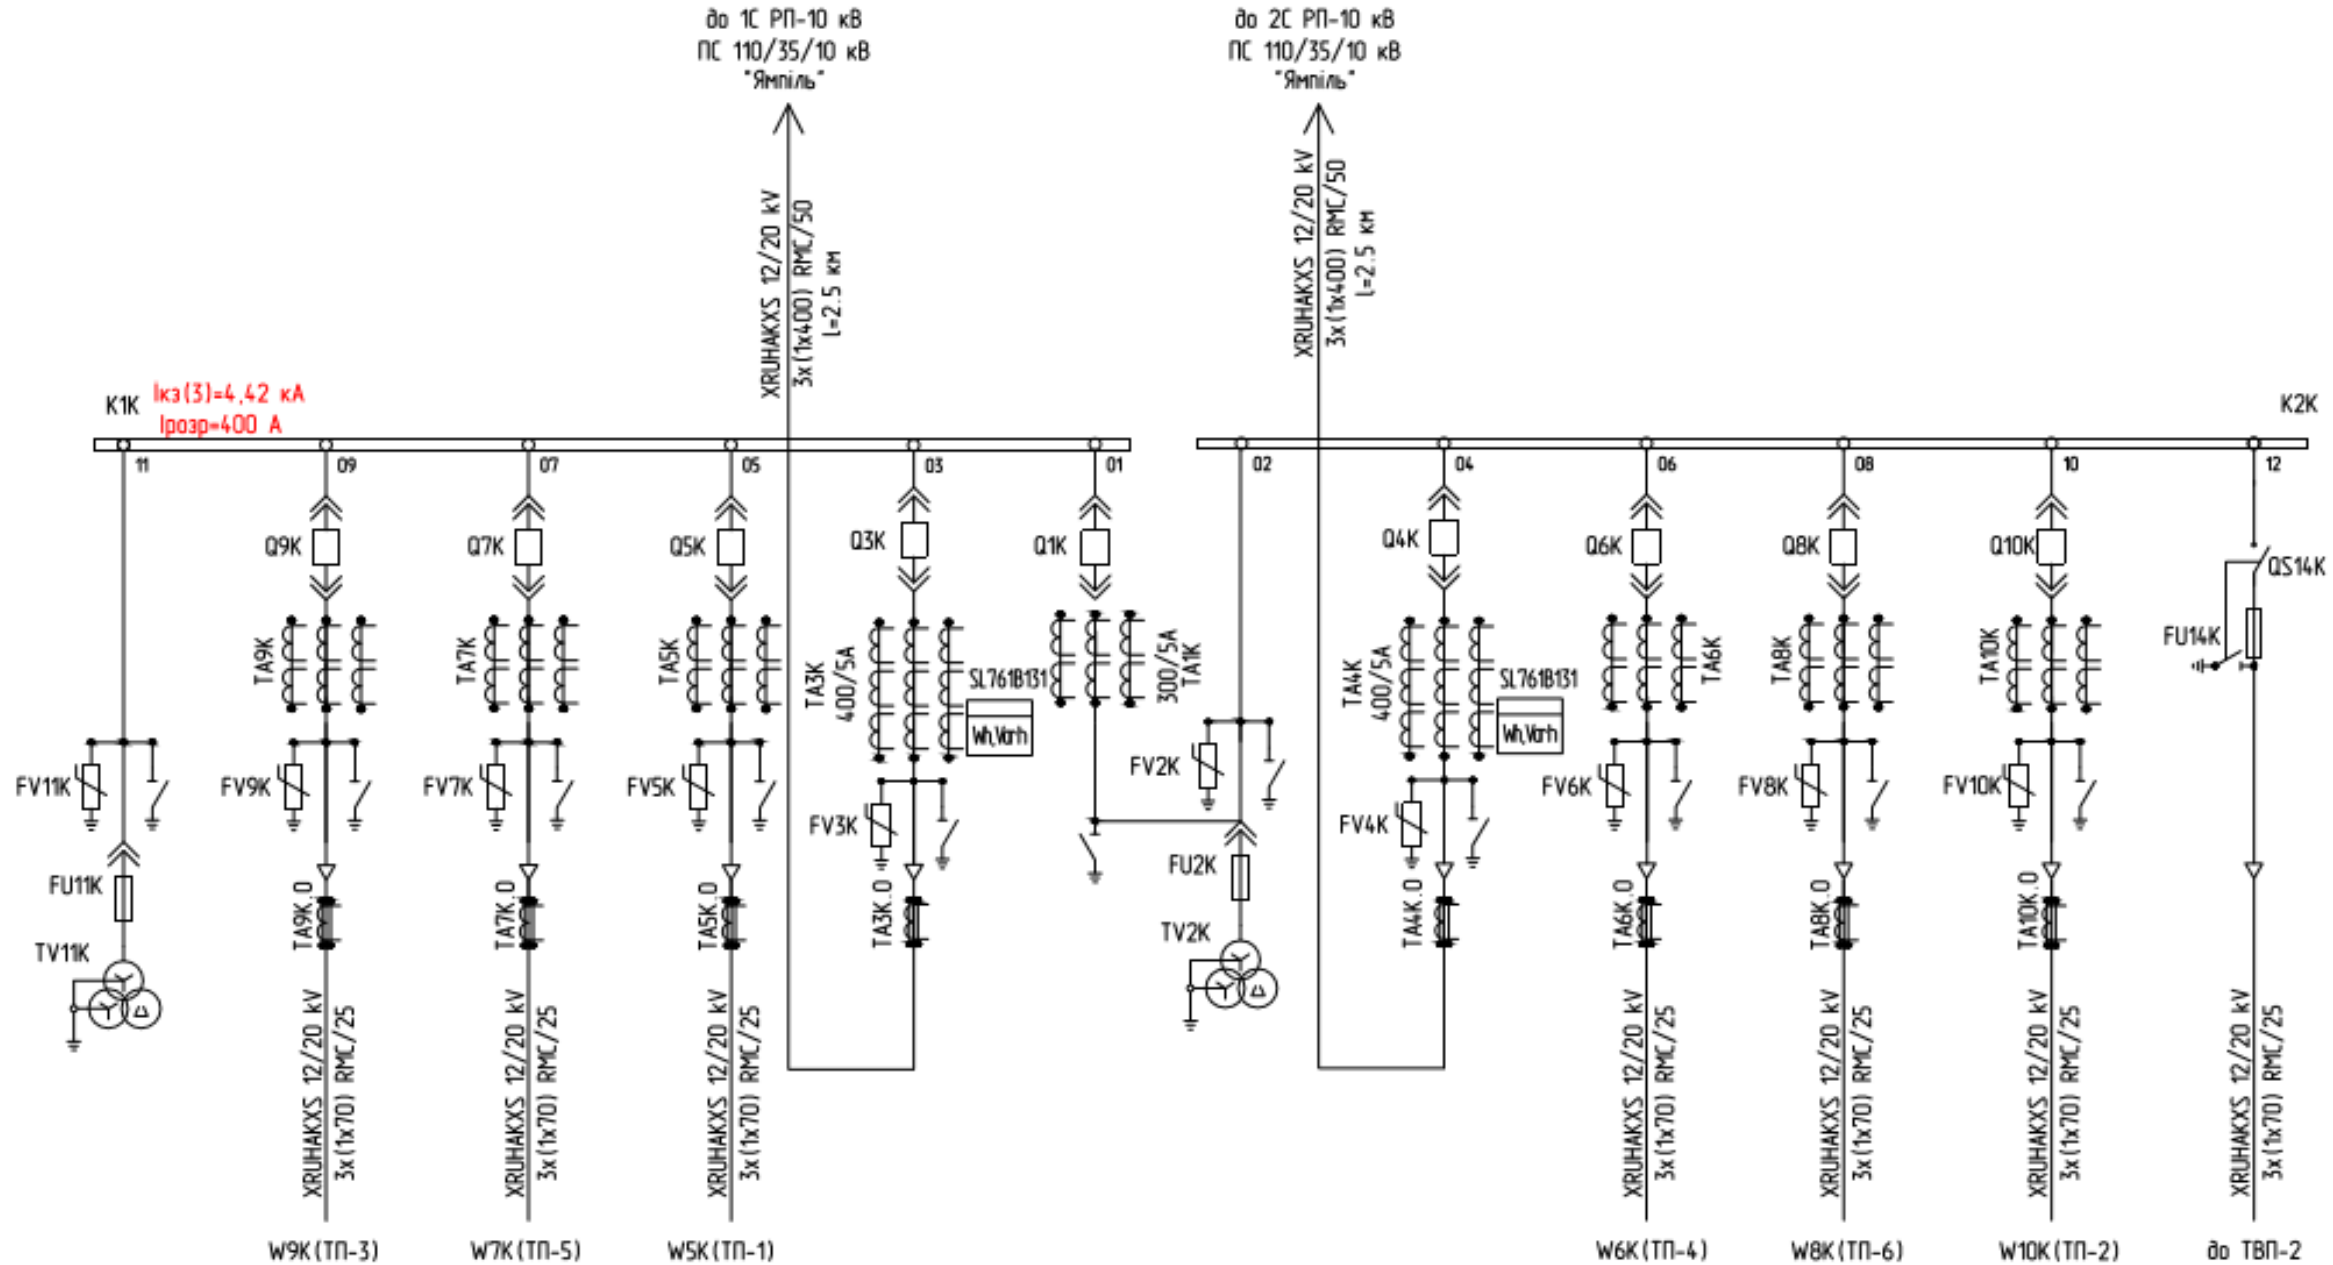 до 1С РП-10 кВ
ПС 110/35/10 кВ
"Ямпіль"
до 2С РП-10 кВ
ПС 110/35/10 кВ
"Ямпіль"
XRUHAKXS 12/20 kV
3x(1x400) RMC/50
l=2.5 км
XRUHAKXS 12/20 kV
3x(1x400) RMC/50
l=2.5 км
К1К
Ікз(3)=4,42 кА
Ірозр=400 А
К2К
11
09
07
05
03
01
02
04
06
08
10
12
Q9K
Q7K
Q5K
Q3K
Q1K
Q4K
Q6K
Q8K
Q10K
QS14K
FU14K
TA9K
TA7K
TA5K
TA3K
400/5A
SL761B131
Wh,Varh
300/5A
TA1K
TA4K
400/5A
SL761B131
Wh,Varh
TA6K
TA8K
TA10K
FV11K
FV9K
FV7K
FV5K
FV3K
FV2K
FV4K
FV6K
FV8K
FV10K
FU11K
FU2K
TV11K
TV2K
TA9K.0
TA7K.0
TA5K.0
TA3K.0
TA4K.0
TA6K.0
TA8K.0
TA10K.0
XRUHAKXS 12/20 kV
3x(1x70) RMC/25
XRUHAKXS 12/20 kV
3x(1x70) RMC/25
XRUHAKXS 12/20 kV
3x(1x70) RMC/25
XRUHAKXS 12/20 kV
3x(1x70) RMC/25
XRUHAKXS 12/20 kV
3x(1x70) RMC/25
XRUHAKXS 12/20 kV
3x(1x70) RMC/25
XRUHAKXS 12/20 kV
3x(1x70) RMC/25
W9K(ТП-3)
W7K(ТП-5)
W5K(ТП-1)
W6K(ТП-4)
W8K(ТП-6)
W10K(ТП-2)
до ТВП-2